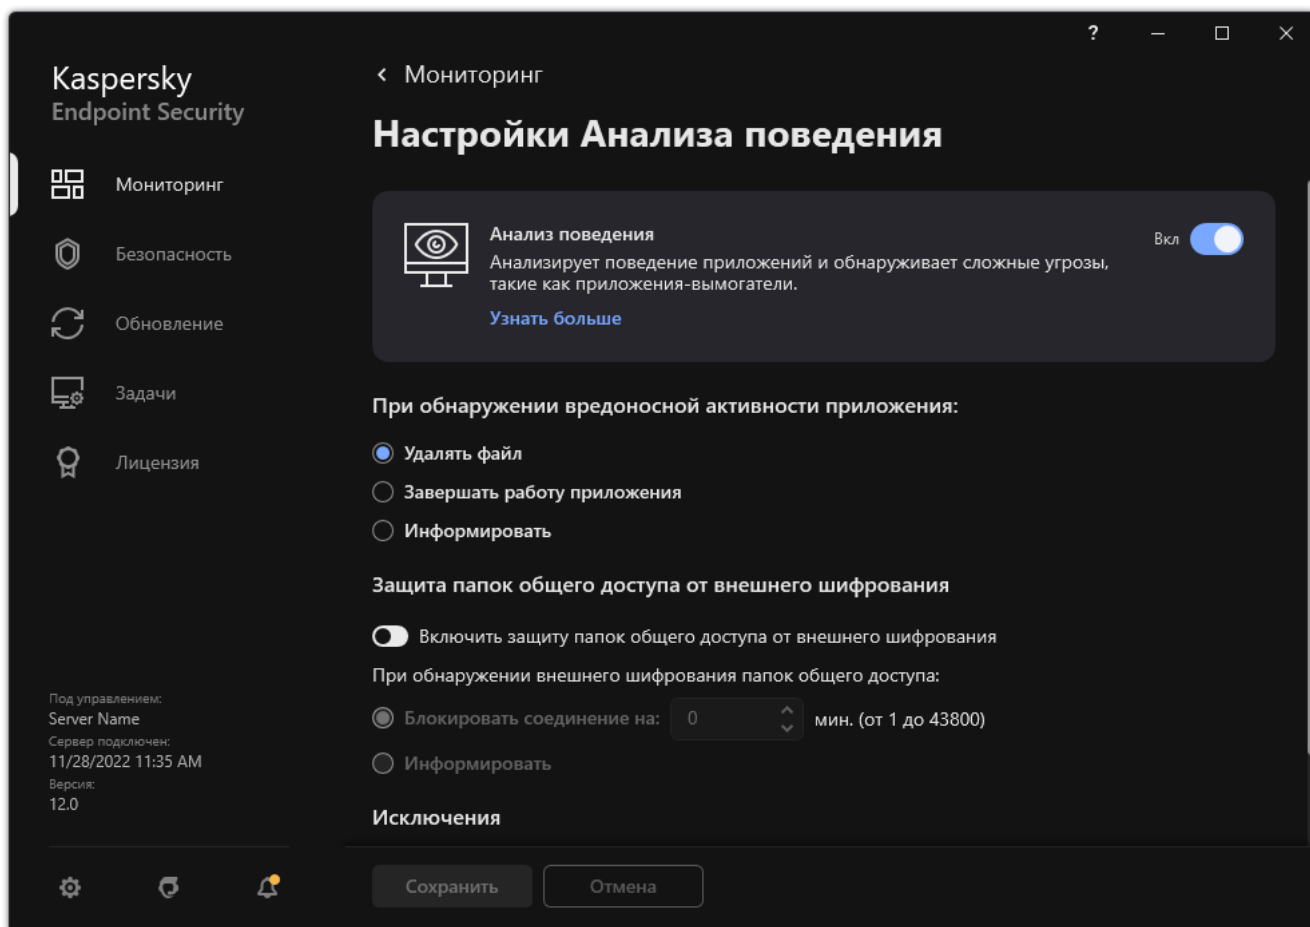 ?
Kaspersky
Endpoint Security
Мониторинг
Безопасность
Обновление
Задачи
Лицензия
Под управлением:
Server Name
Сервер подключен:
11/28/2022 11:35 AM
Версия:
12.0
Мониторинг
Настройки Анализа поведения
Анализ поведения
Вкл
Анализирует поведение приложений и обнаруживает сложные угрозы,
такие как приложения-вымогатели.
Узнать больше
При обнаружении вредоносной активности приложения:
Удалять файл
Завершать работу приложения
Информировать
Защита папок общего доступа от внешнего шифрования
Включить защиту папок общего доступа от внешнего шифрования
При обнаружении внешнего шифрования папок общего доступа:
Блокировать соединение на: 0 мин. (от 1 до 43800)
Информировать
Исключения
Сохранить
Отмена